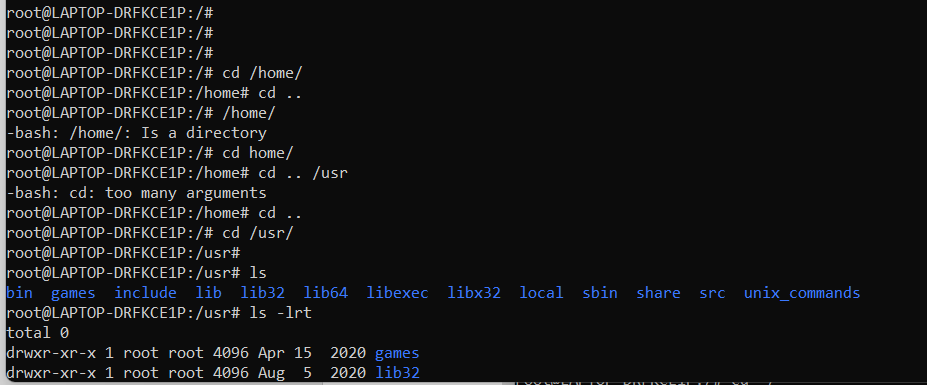 root@LAPTOP-DRFKCE1P:/#
root@LAPTOP-DRFKCE1P:/#
root@LAPTOP-DRFKCE1P:/#
root@LAPTOP-DRFKCE1P:/# cd /home/
root@LAPTOP-DRFKCE1P:/home# cd ..
root@LAPTOP-DRFKCE1P:/# /home/
-bash: /home/: Is a directory
root@LAPTOP-DRFKCE1P:/# cd home/
root@LAPTOP-DRFKCE1P:/home# cd .. /usr
-bash: cd: too many arguments
root@LAPTOP-DRFKCE1P:/home# cd ..
root@LAPTOP-DRFKCE1P:/# cd /usr/
root@LAPTOP-DRFKCE1P:/usr#
root@LAPTOP-DRFKCE1P:/usr# ls
bin  games  include  lib  lib32  lib64  libexec  libx32  local  sbin  share  src  unix_commands
root@LAPTOP-DRFKCE1P:/usr# ls -lrt
total 0
drwxr-xr-x 1 root root 4096 Apr 15  2020 games
drwxr-xr-x 1 root root 4096 Aug  5  2020 lib32